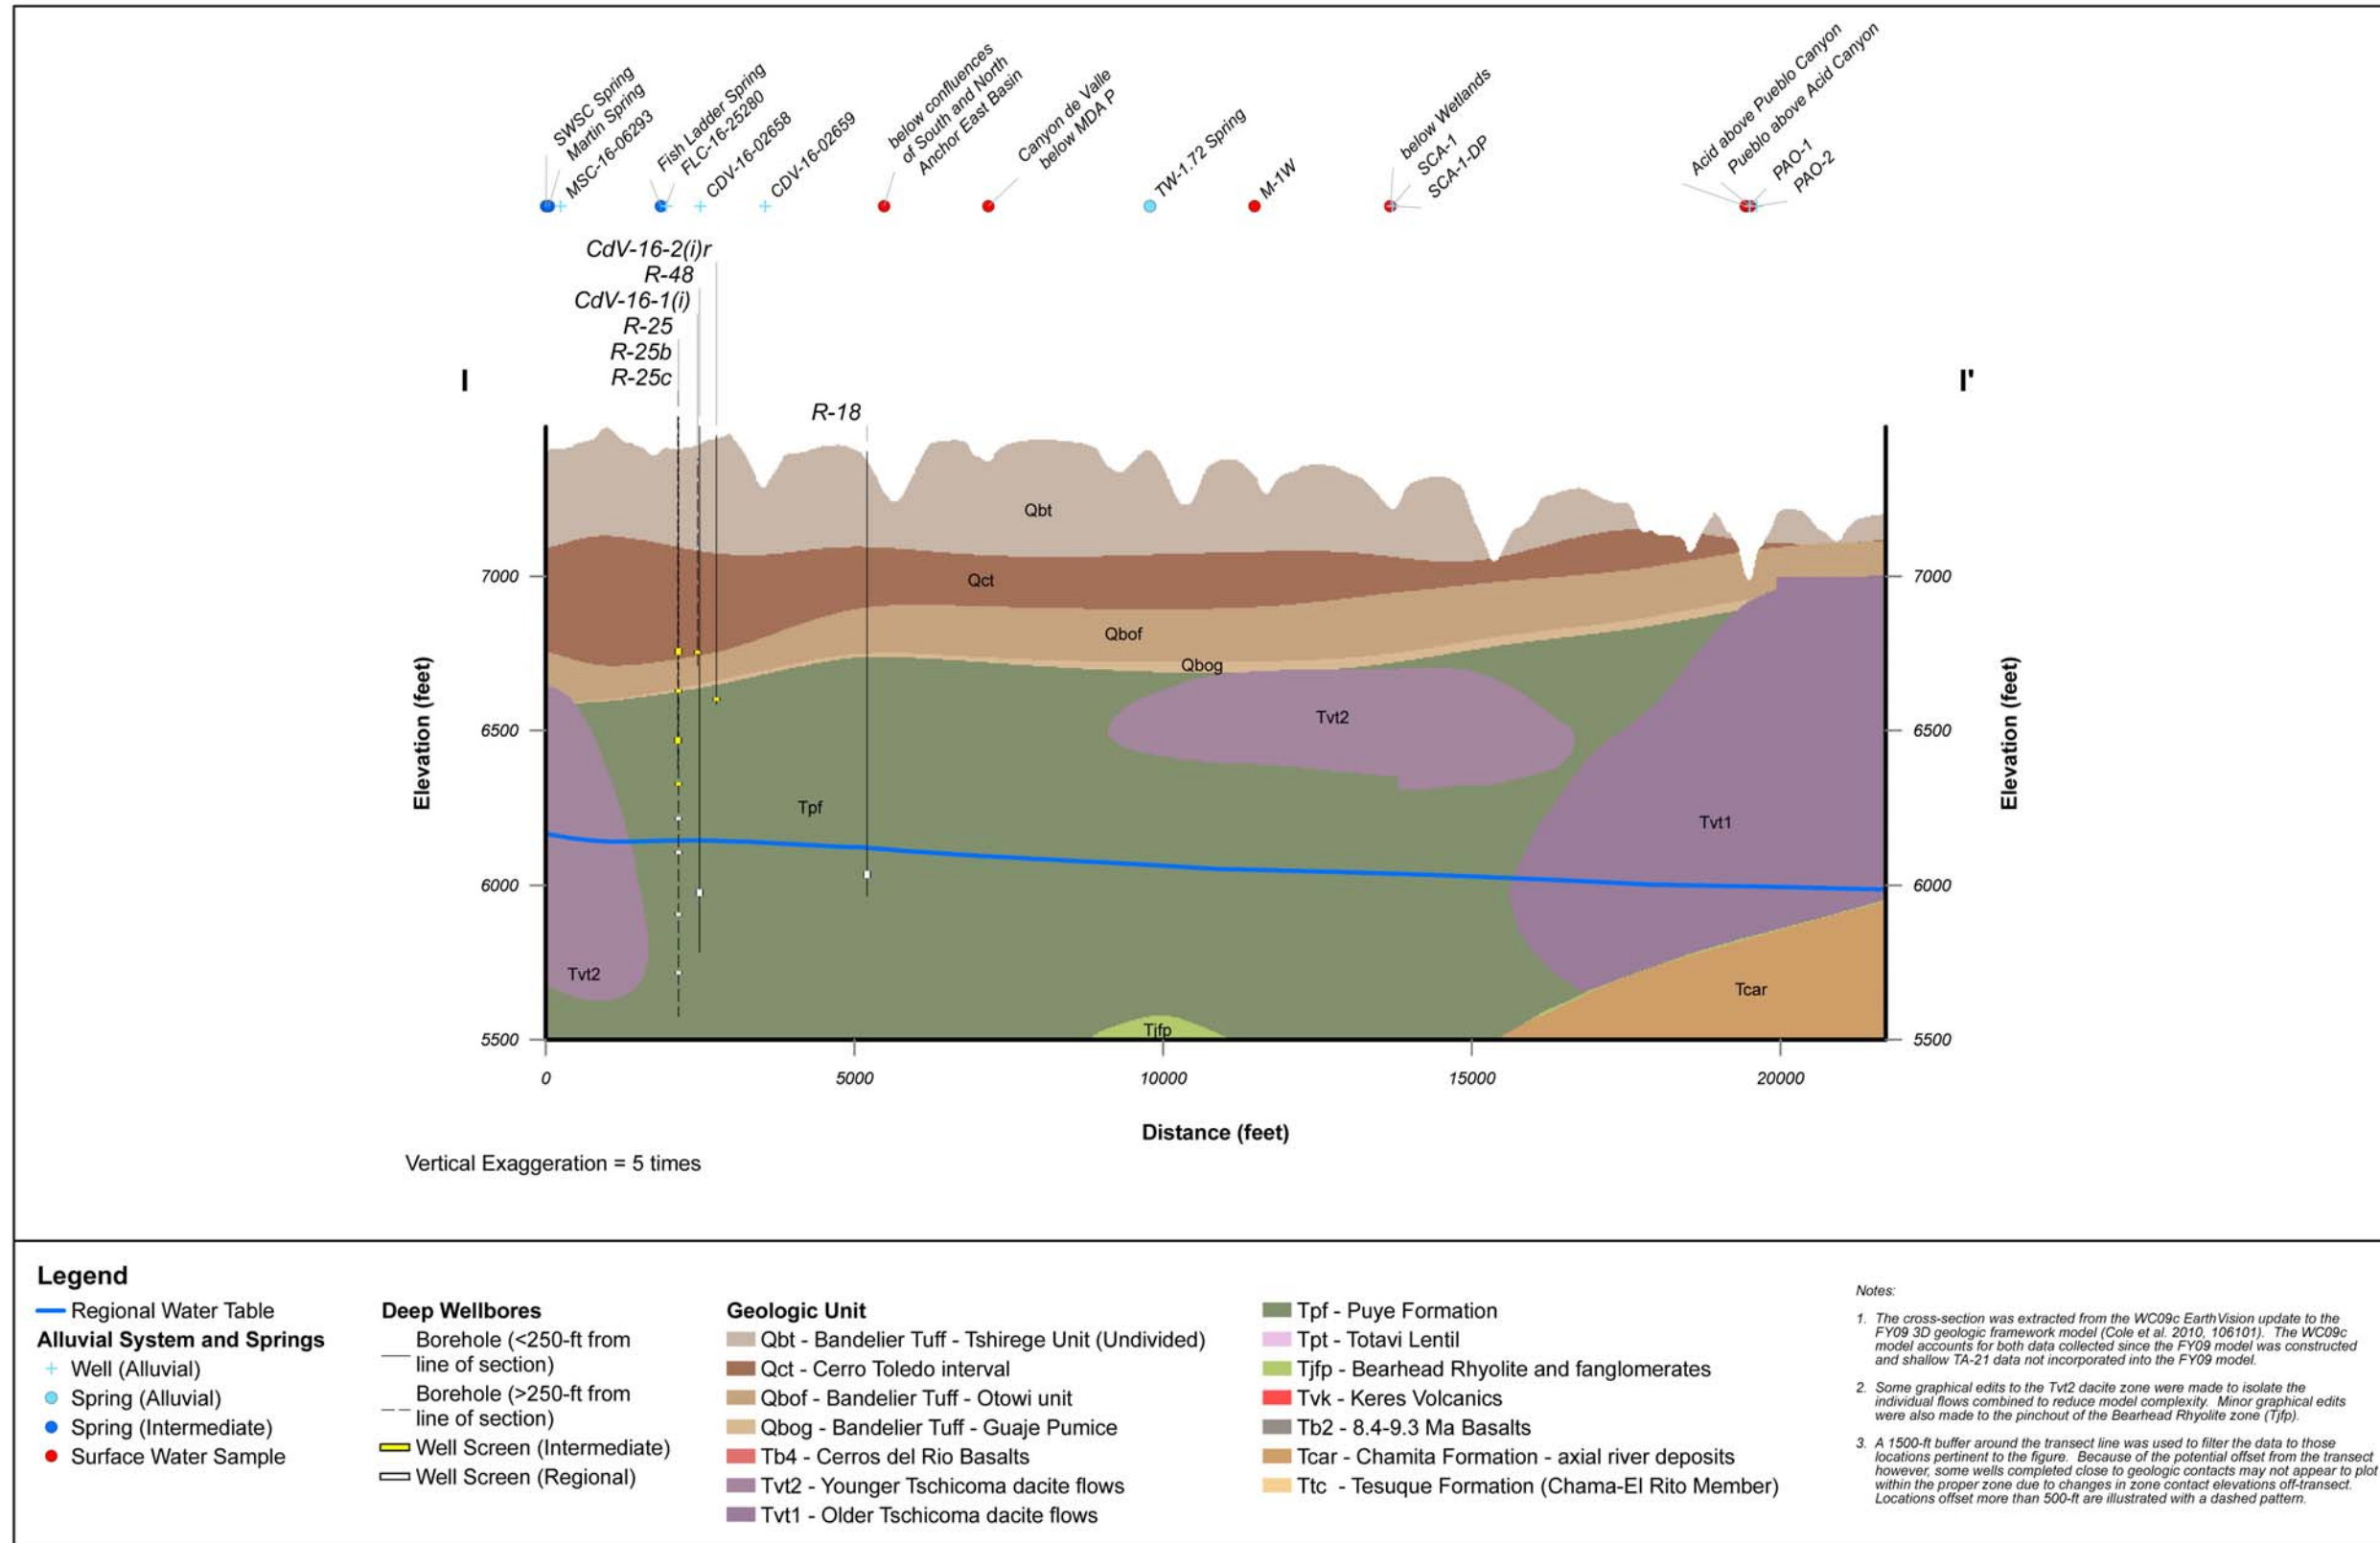 SWSC Spring
Martin Spring
MSC-16-06293
Fish Ladder Spring
FLC-16-25280
CDV-16-02658
CDV-16-02659
below confluences
of South and North
Anchor East Basin
Canyon de Valle
below MDA P
TW-1.72 Spring
M-1W
below Wetlands
SCA-1
SCA-1-DP
Acid above Pueblo Canyon
Pueblo above Acid Canyon
PAO-1
PAO-2
CdV-16-2(i)r
R-48
CdV-16-1(i)
R-25
R-25b
R-25c
R-18
I
I'
Qbt
Qct
Qbof
Qbog
Tvt2
Tpf
Tvt1
Tvt2
Tcar
Tjfp
7000
6500
6000
5500
7000
6500
6000
5500
Elevation (feet)
Elevation (feet)
0
5000
10000
15000
20000
Distance (feet)
Vertical Exaggeration = 5 times
Legend
Regional Water Table
Alluvial System and Springs
Well (Alluvial)
Spring (Alluvial)
Spring (Intermediate)
Surface Water Sample
Deep Wellbores
Borehole (<250-ft from
line of section)
Borehole (>250-ft from
line of section)
Well Screen (Intermediate)
Well Screen (Regional)
Geologic Unit
Qbt - Bandelier Tuff - Tshirege Unit (Undivided)
Qct - Cerro Toledo interval
Qbof - Bandelier Tuff - Otowi unit
Qbog - Bandelier Tuff - Guaje Pumice
Tb4 - Cerros del Rio Basalts
Tvt2 - Younger Tschicoma dacite flows
Tvt1 - Older Tschicoma dacite flows
Tpf - Puye Formation
Tpt - Totavi Lentil
Tjfp - Bearhead Rhyolite and fanglomerates
Tvk - Keres Volcanics
Tb2 - 8.4-9.3 Ma Basalts
Tcar - Chamita Formation - axial river deposits
Ttc - Tesuque Formation (Chama-El Rito Member)
Notes:
1. The cross-section was extracted from the WC09c EarthVision update to the
FY09 3D geologic framework model (Cole et al. 2010, 106101). The WC09c
model accounts for both data collected since the FY09 model was constructed
and shallow TA-21 data not incorporated into the FY09 model.
2. Some graphical edits to the Tvt2 dacite zone were made to isolate the
individual flows combined to reduce model complexity. Minor graphical edits
were also made to the pinchout of the Bearhead Rhyolite zone (Tjfp).
3. A 1500-ft buffer around the transect line was used to filter the data to those
locations pertinent to the figure. Because of the potential offset from the transect
however, some wells completed close to geologic contacts may not appear to plot
within the proper zone due to changes in zone contact elevations off-transect.
Locations offset more than 500-ft are illustrated with a dashed pattern.